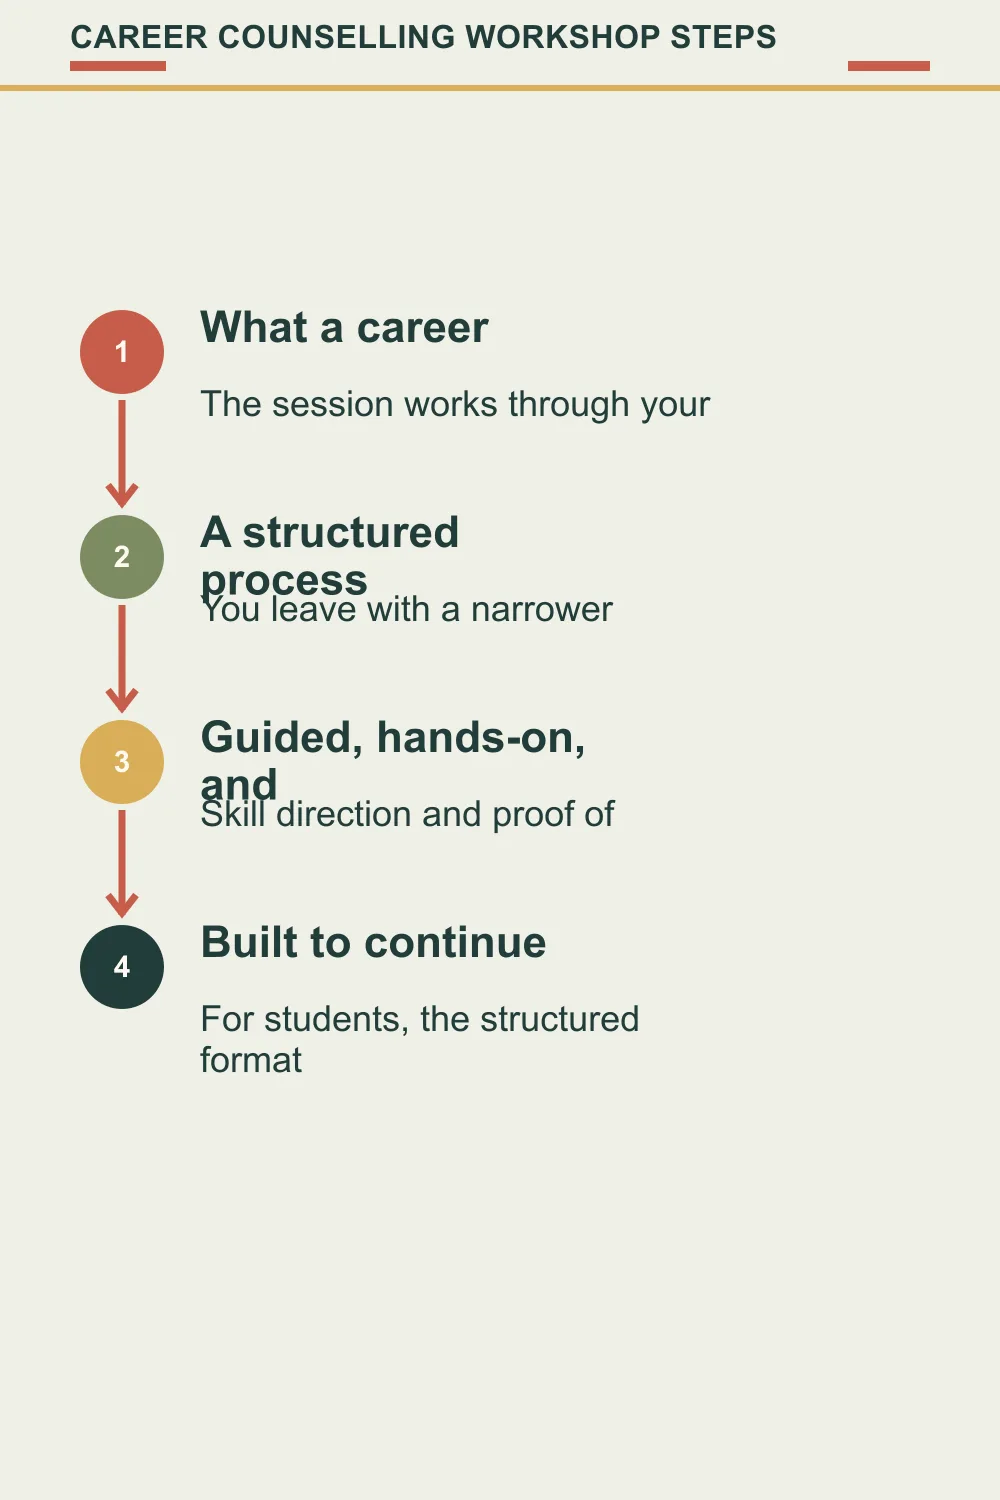 CAREER COUNSELLING WORKSHOP STEPS
1
What a career
The session works through your
2
A structured
process
You leave with a narrower
3
Guided, hands-on,
and
Skill direction and proof of
4
Built to continue
For students, the structured
format